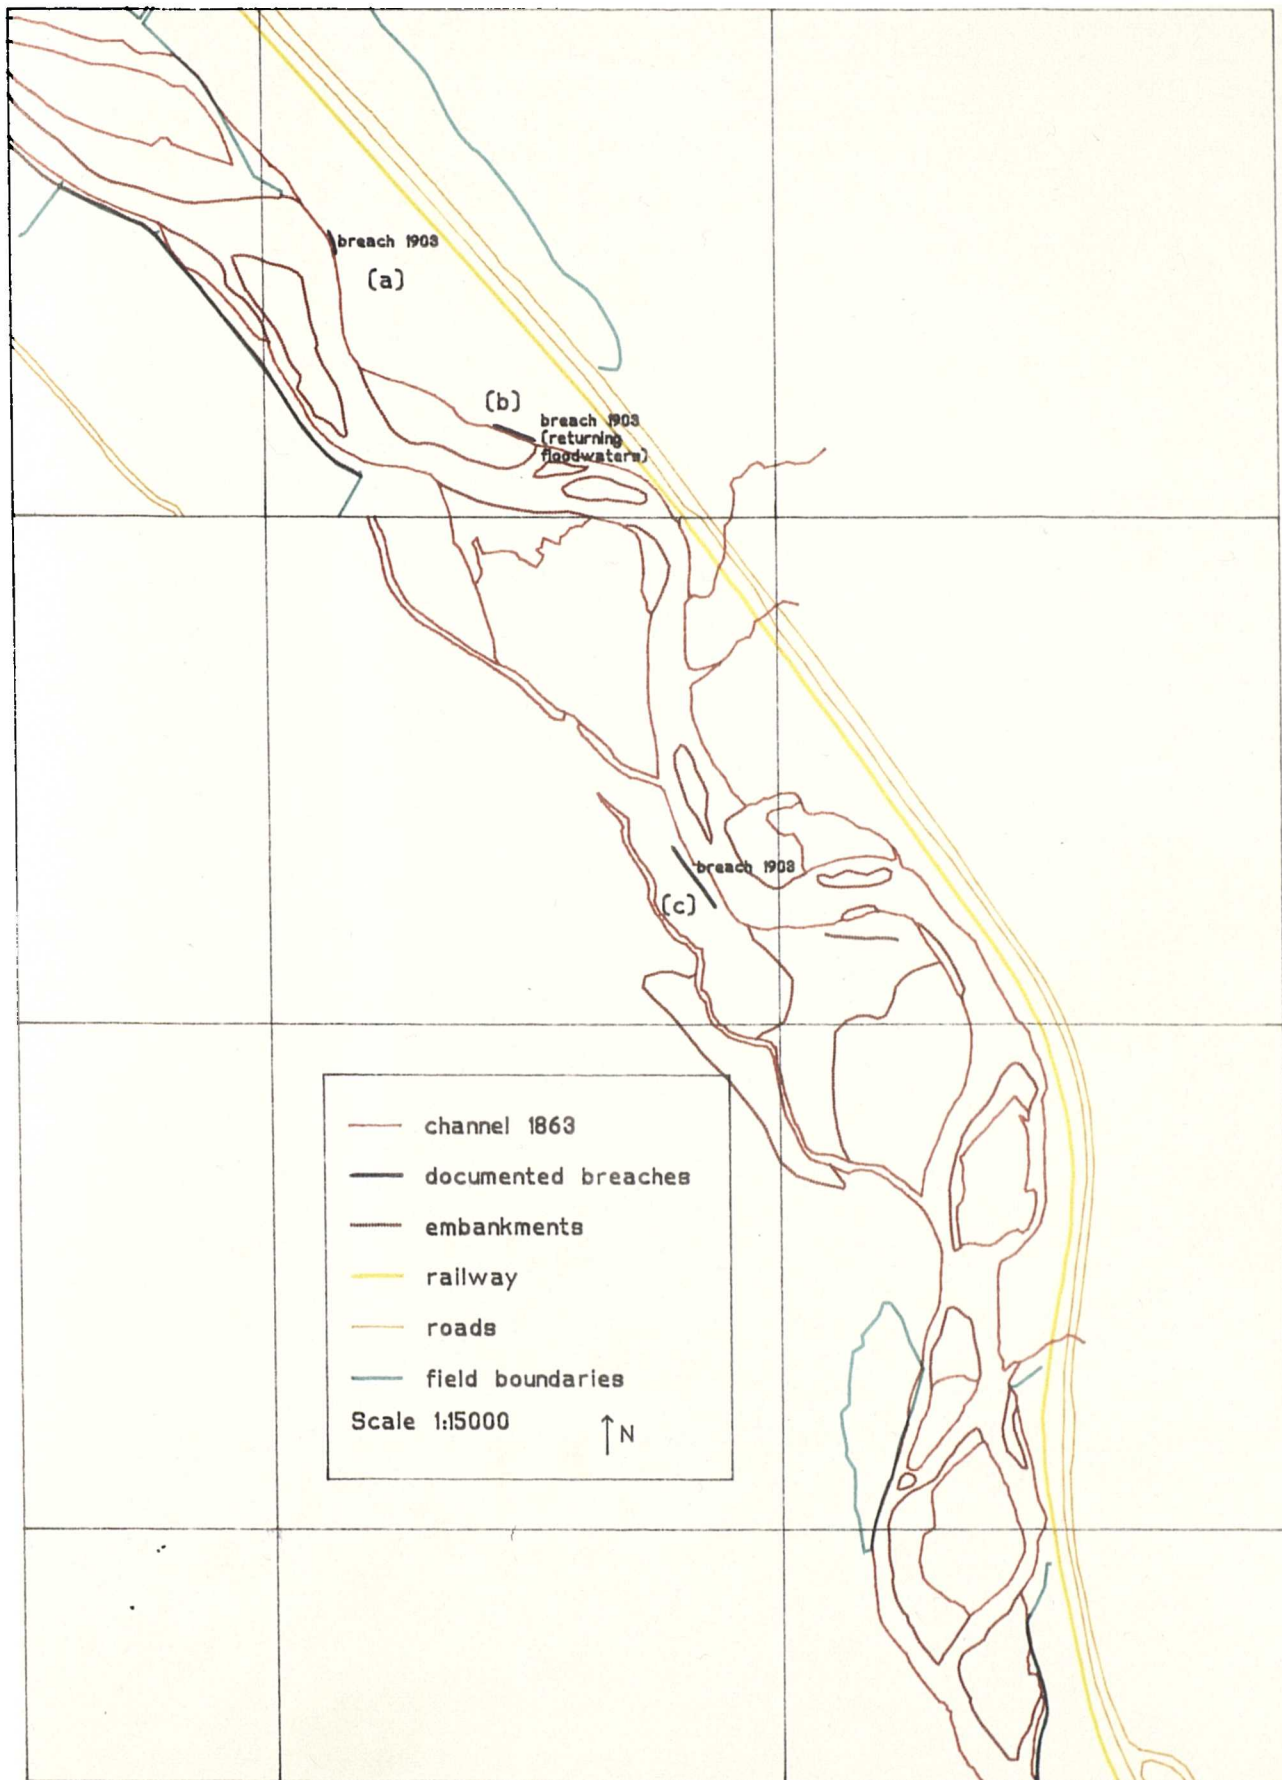 breach 1903
(a)
(b)
breach 1903
(returning
floodwaters)
breach 1903
(c)
channel 1863
documented breaches
embankments
railway
roads
field boundaries
Scale 1:15000
N